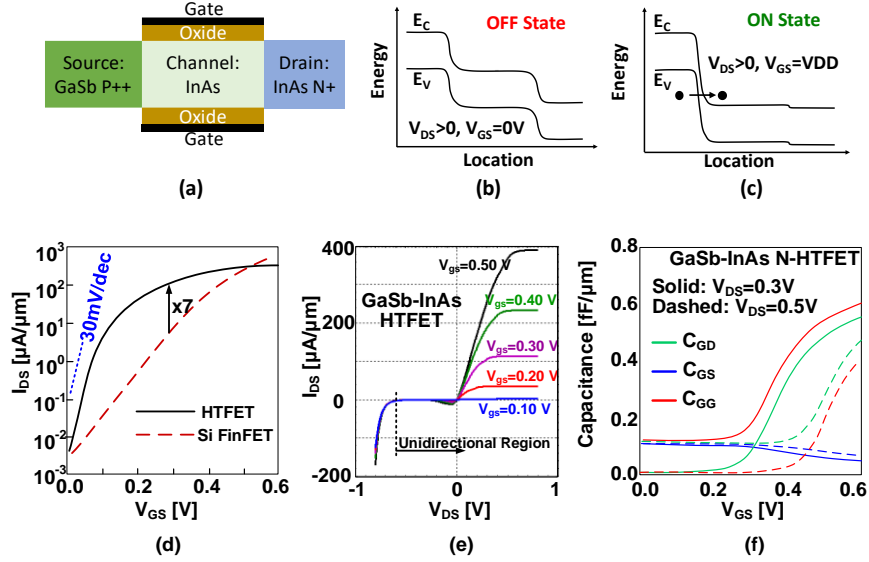 Gate
Oxide
Source:
GaSb P++
Channel:
InAs
Drain:
InAs N+
Oxide
Gate
(a)
Energy
E_C
E_V
OFF State
V_DS>0, V_GS=0V
Location
(b)
Energy
E_C
E_V
ON State
V_DS>0, V_GS=VDD
Location
(c)
I_DS [µA/µm]
10^3
10^2
10^1
10^0
10^-1
10^-2
10^-3
30mV/dec
x7
HTFET
Si FinFET
0.0
0.2
0.4
0.6
V_GS [V]
(d)
I_DS [µA/µm]
400
200
0
-200
V_gs=0.50 V
GaSb-InAs
HTFET
V_gs=0.40 V
V_gs=0.30 V
V_gs=0.20 V
V_gs=0.10 V
Unidirectional Region
-1
0
1
V_DS [V]
(e)
Capacitance [fF/µm]
0.8
0.6
0.4
0.2
0.0
GaSb-InAs N-HTFET
Solid: V_DS=0.3V
Dashed: V_DS=0.5V
C_GD
C_GS
C_GG
0.0
0.2
0.4
0.6
V_GS [V]
(f)